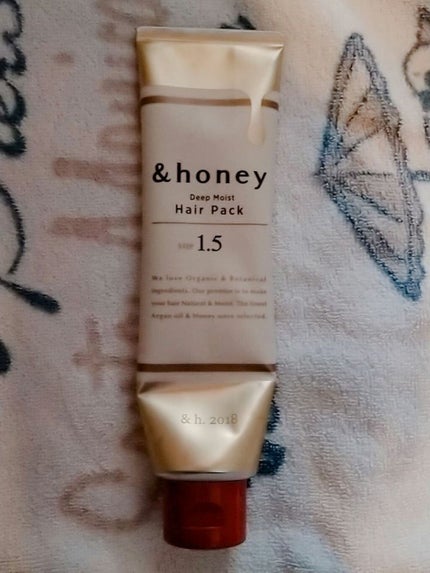 &honey
Deep Moist
Hair Pack
STEP 1.5
We love Organic & Botanical
ingredients. Our promise is to make
your hair Natural & Moist. The finest
Argan oil & Honey were selected.
& h. 2018